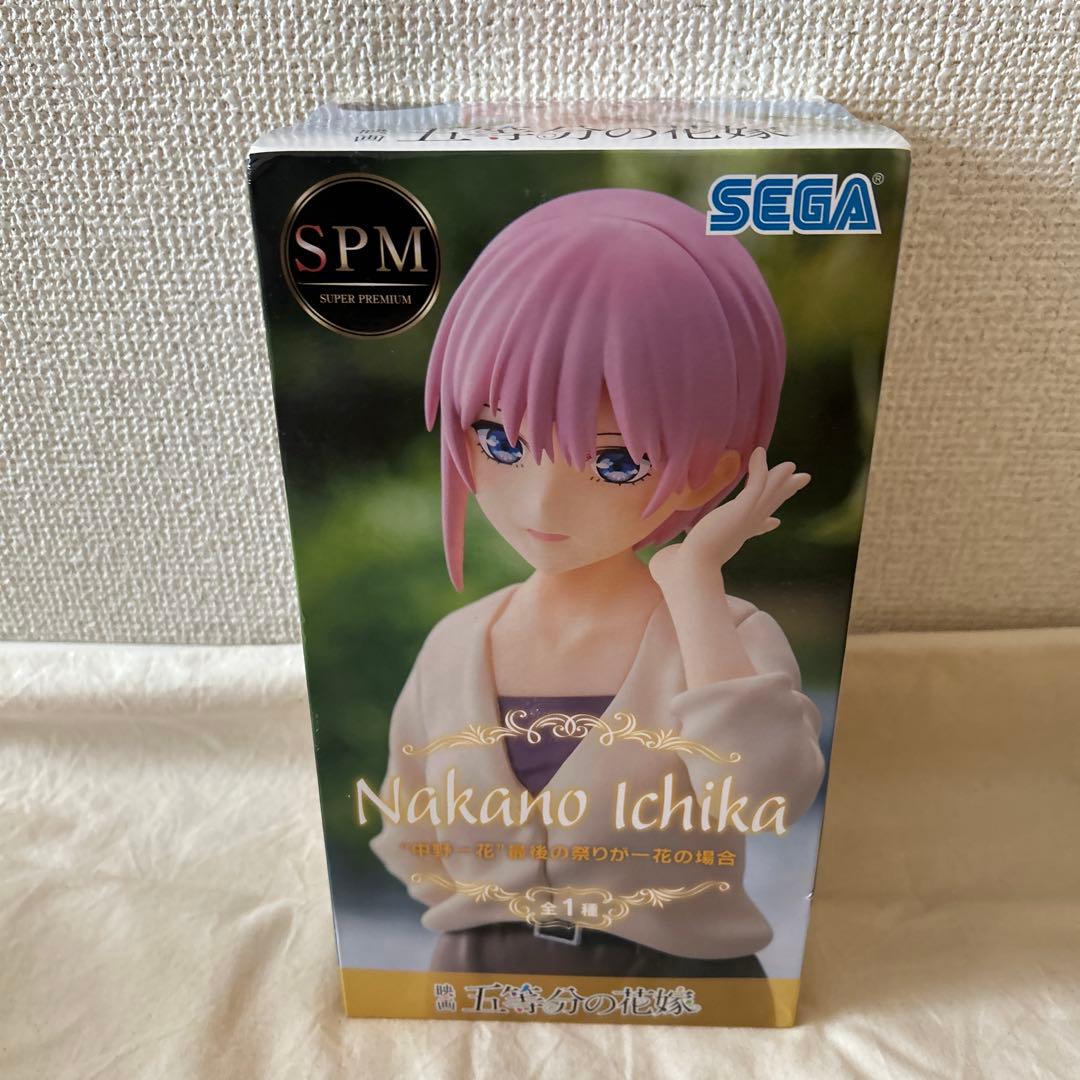 映画 五等分の花嫁
SPM
SUPER PREMIUM
SEGA®
Nakano Ichika
"中野一花"最後の祭りが一花の場合
全1種
映画 五等分の花嫁